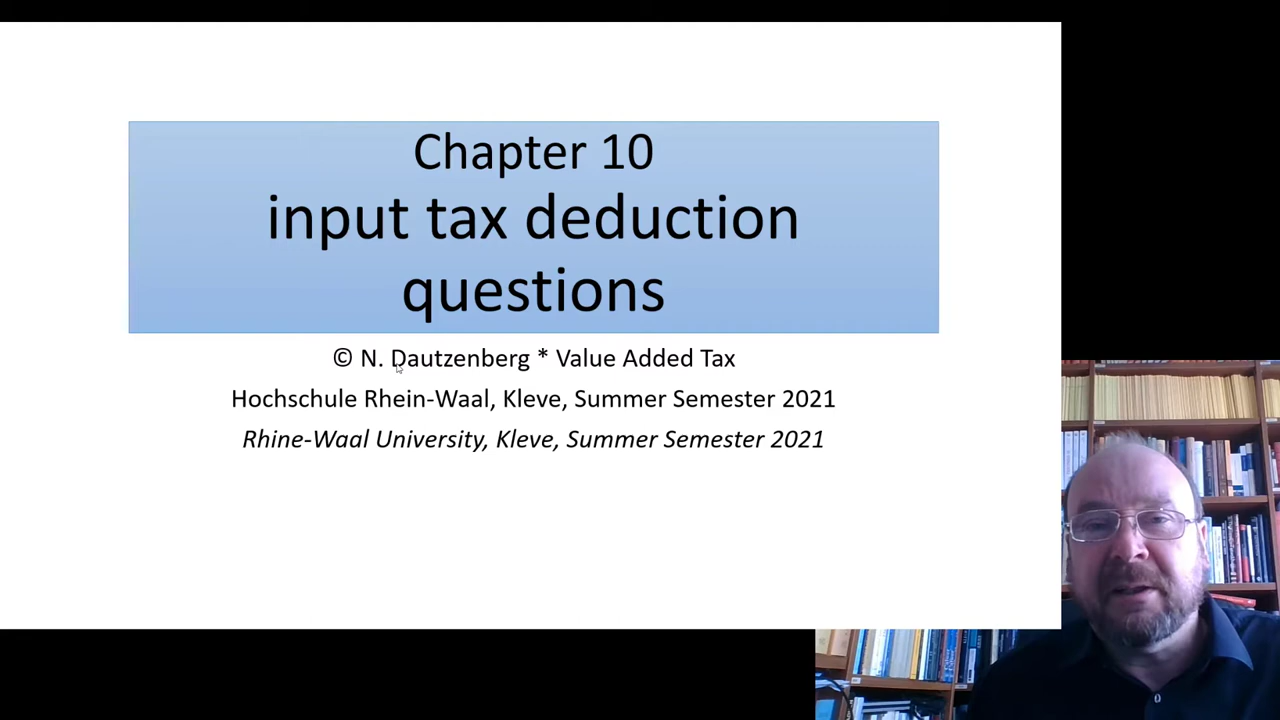 Chapter 10
input tax deduction
questions
© N. Dautzenberg * Value Added Tax
Hochschule Rhein-Waal, Kleve, Summer Semester 2021
Rhine-Waal University, Kleve, Summer Semester 2021